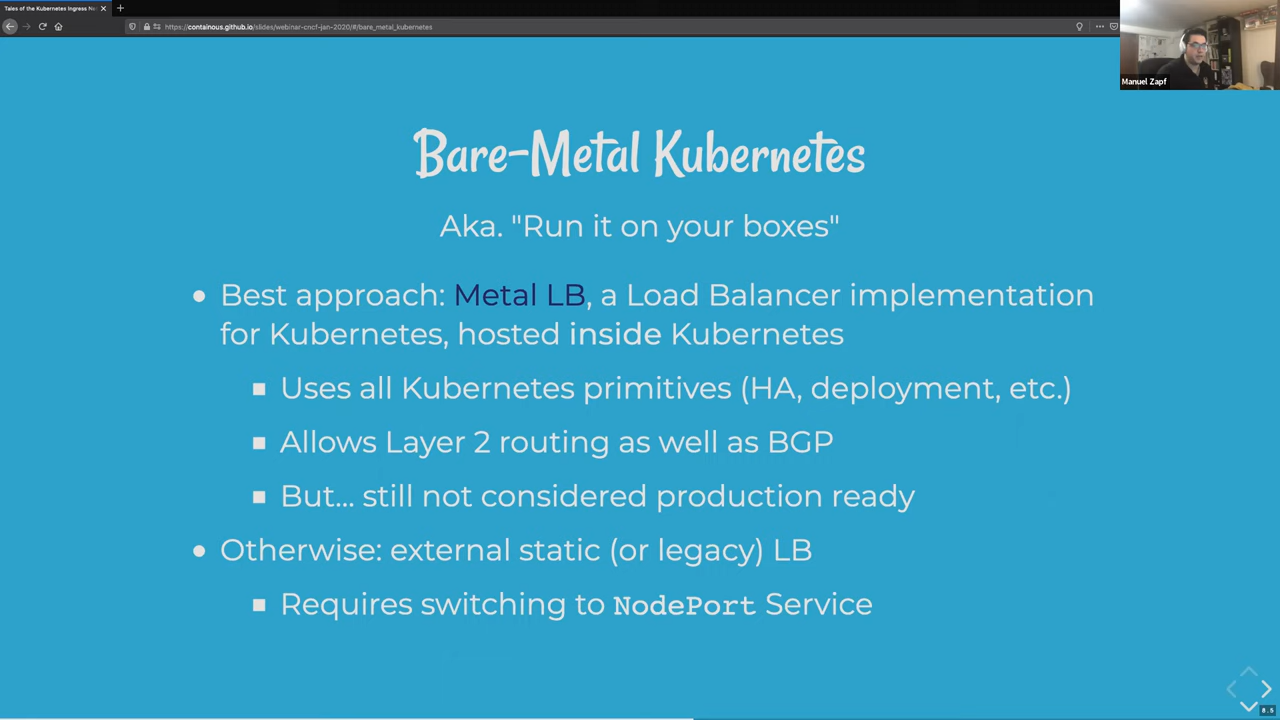 Tales of the Kubernetes Ingress Net
https://containous.github.io/slides/webinar-cncf-jan-2020/#/bare_metal_kubernetes
Manuel Zapf
Bare-Metal Kubernetes
Aka. "Run it on your boxes"
Best approach: Metal LB, a Load Balancer implementation
for Kubernetes, hosted inside Kubernetes
Uses all Kubernetes primitives (HA, deployment, etc.)
Allows Layer 2 routing as well as BGP
But... still not considered production ready
Otherwise: external static (or legacy) LB
Requires switching to NodePort Service
8.5